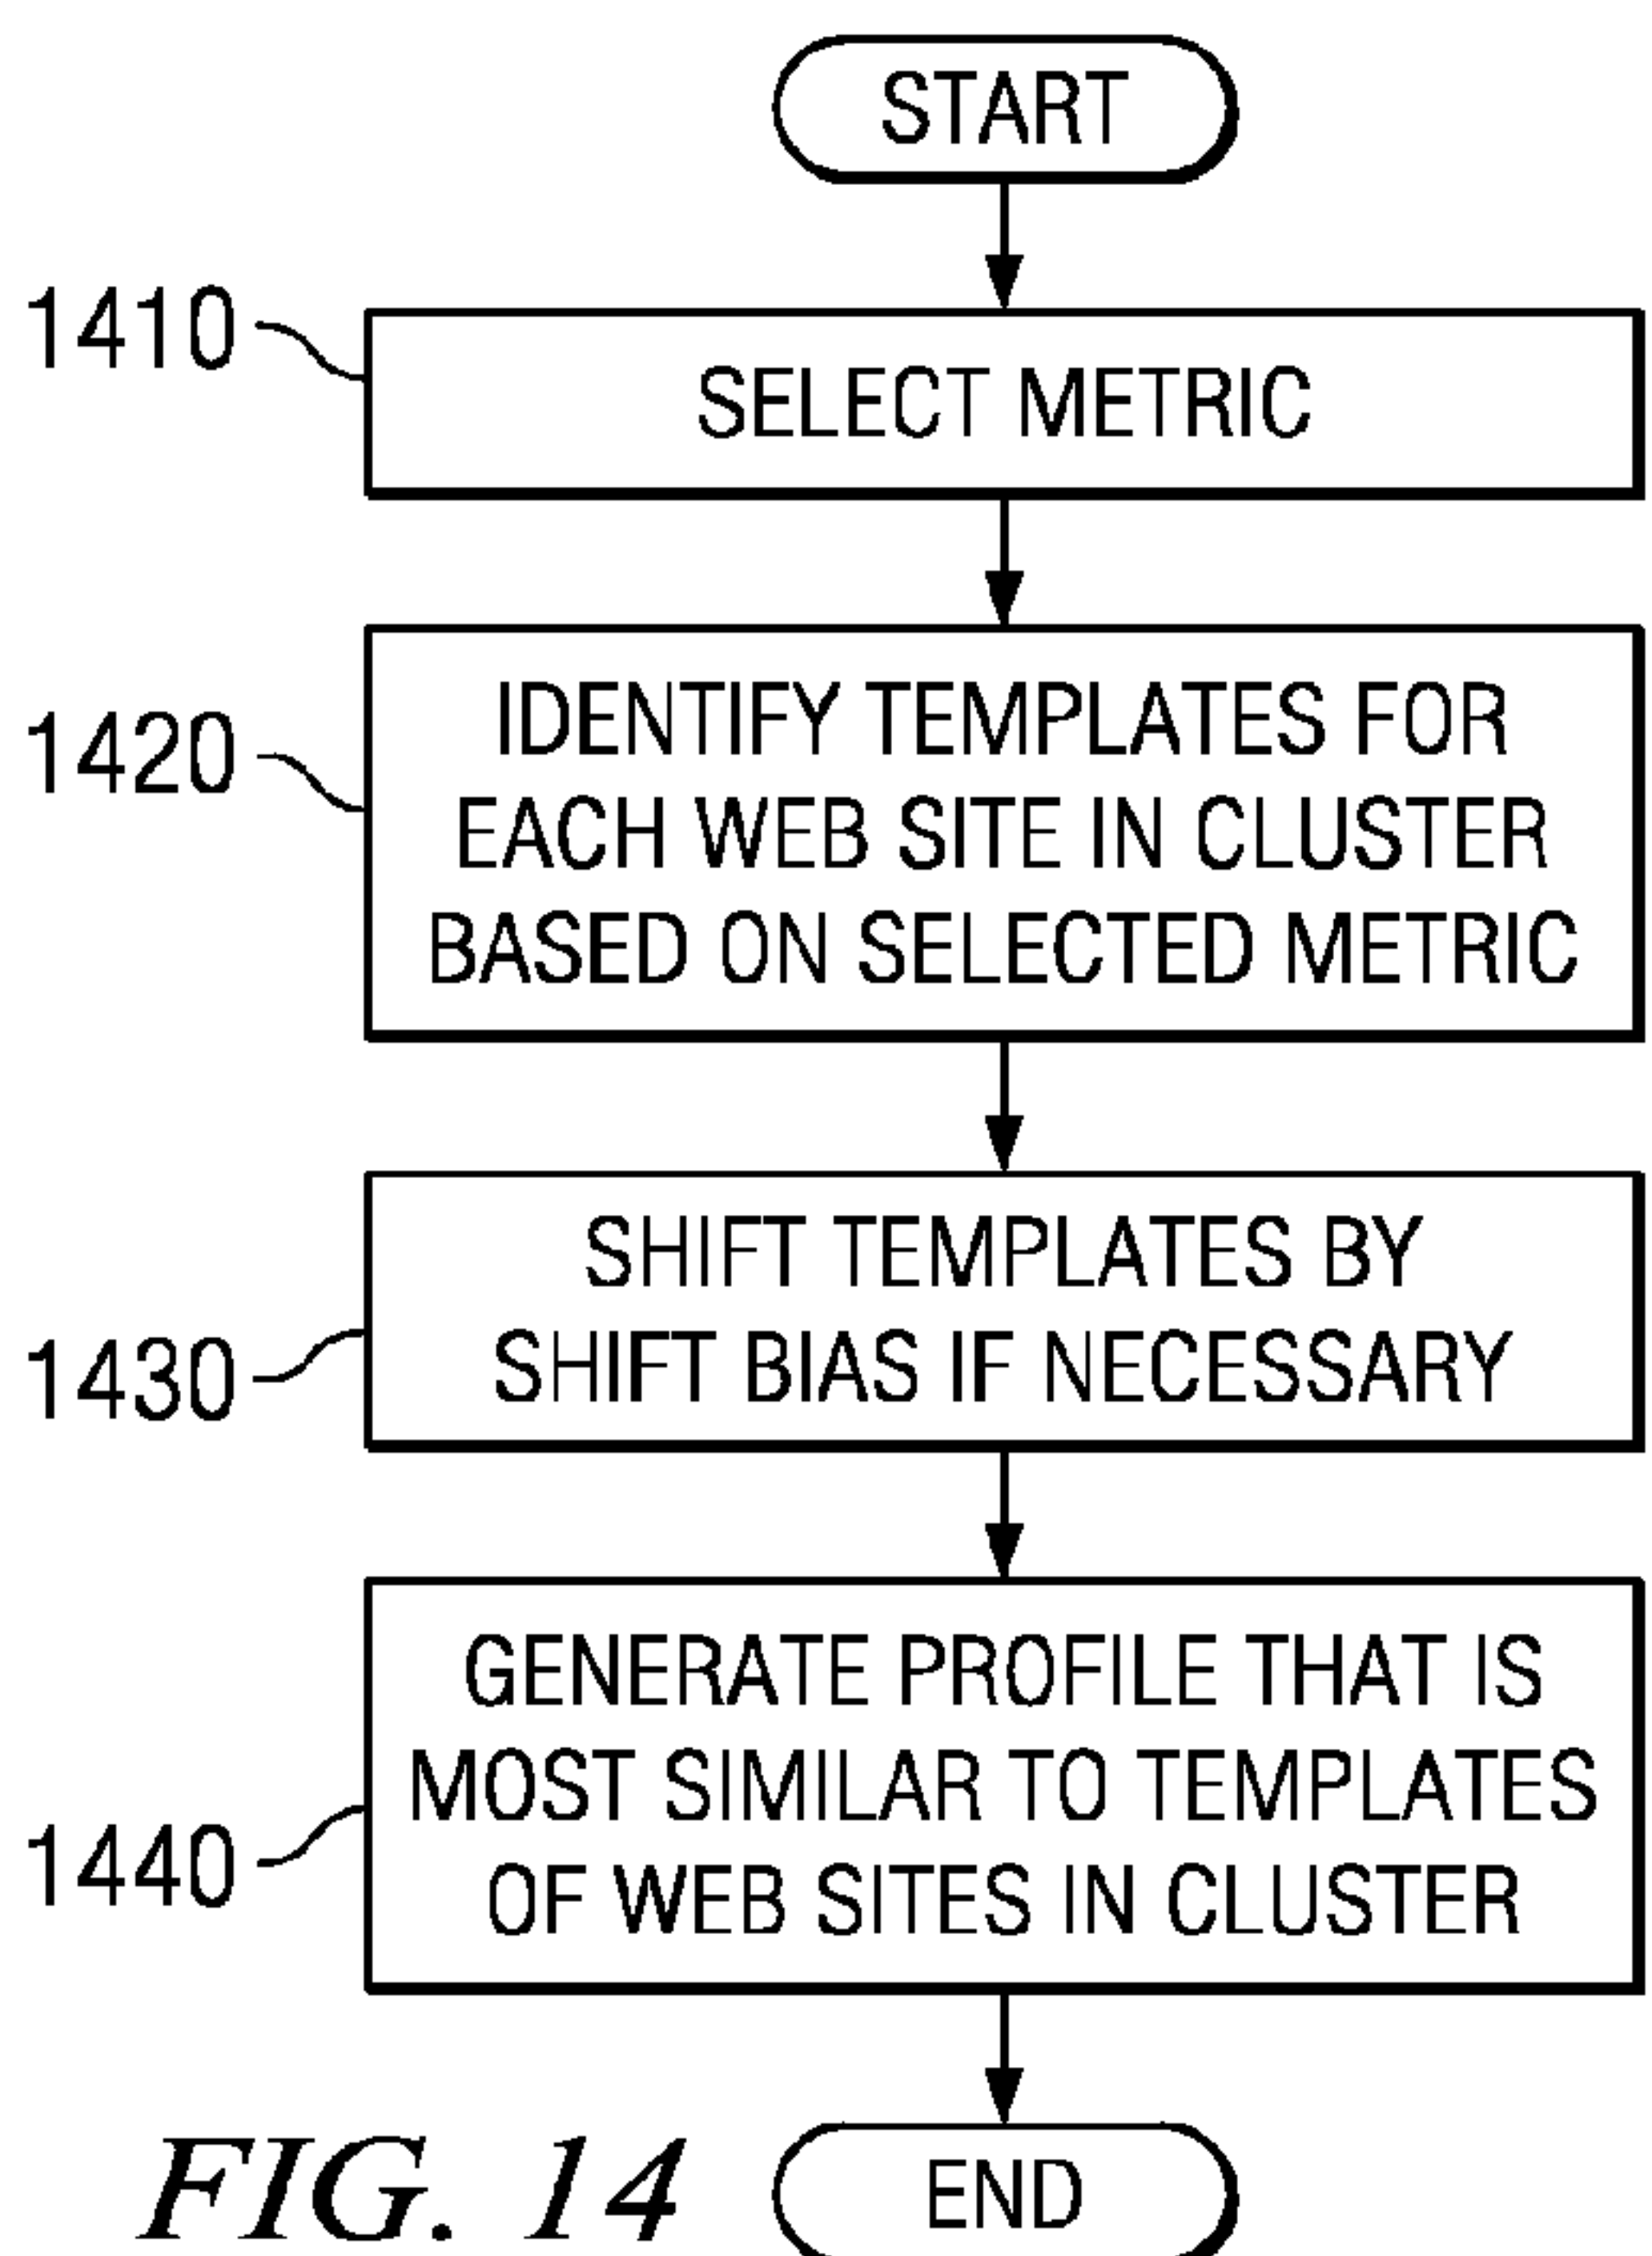 START
1410
SELECT METRIC
1420
IDENTIFY TEMPLATES FOR
EACH WEB SITE IN CLUSTER
BASED ON SELECTED METRIC
1430
SHIFT TEMPLATES BY
SHIFT BIAS IF NECESSARY
1440
GENERATE PROFILE THAT IS
MOST SIMILAR TO TEMPLATES
OF WEB SITES IN CLUSTER
END
FIG. 14